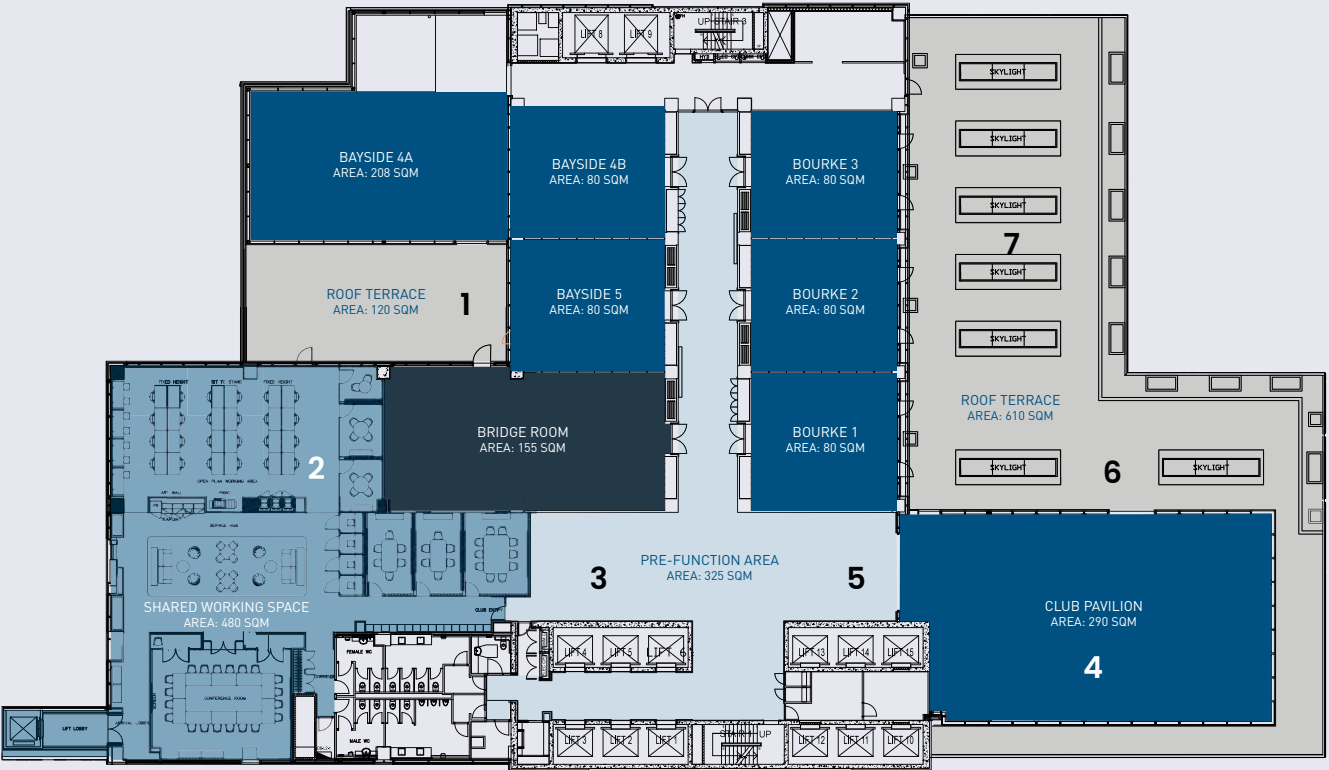 LIFT 8
LIFT 9
UP STAIR 3
SKYLIGHT
BAYSIDE 4A
AREA: 208 SQM
BAYSIDE 4B
AREA: 80 SQM
BOURKE 3
AREA: 80 SQM
SKYLIGHT
SKYLIGHT
7
SKYLIGHT
ROOF TERRACE
AREA: 120 SQM
1
BAYSIDE 5
AREA: 80 SQM
BOURKE 2
AREA: 80 SQM
SKYLIGHT
FIXED HEIGHT
FIXED HEIGHT
ROOF TERRACE
AREA: 610 SQM
BRIDGE ROOM
AREA: 155 SQM
BOURKE 1
AREA: 80 SQM
2
SKYLIGHT
6
SKYLIGHT
OPEN PLAN WORKING AREA
SERVICE HUB
PRE-FUNCTION AREA
AREA: 325 SQM
3
5
SHARED WORKING SPACE
AREA: 480 SQM
CLUB ENTRY
CLUB PAVILION
AREA: 290 SQM
4
FEMALE WC
LIFT 4
LIFT 5
LIFT 6
LIFT 13
LIFT 14
LIFT 15
CONFERENCE ROOM
LIFT LOBBY
MALE WC
LIFT 3
LIFT 2
LIFT 1
STAIR 1 UP
LIFT 12
LIFT 11
LIFT 10